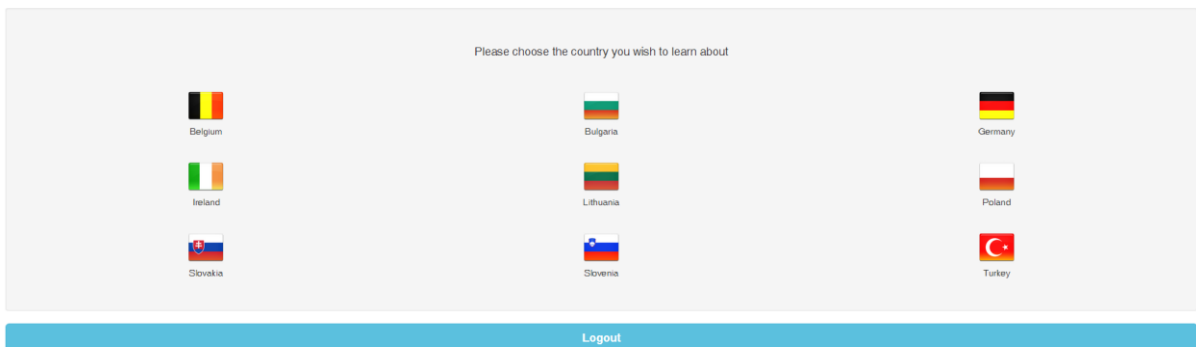 Please choose the country you wish to learn about
Belgium
Bulgaria
Germany
Ireland
Lithuania
Poland
Slovakia
Slovenia
Turkey
Logout